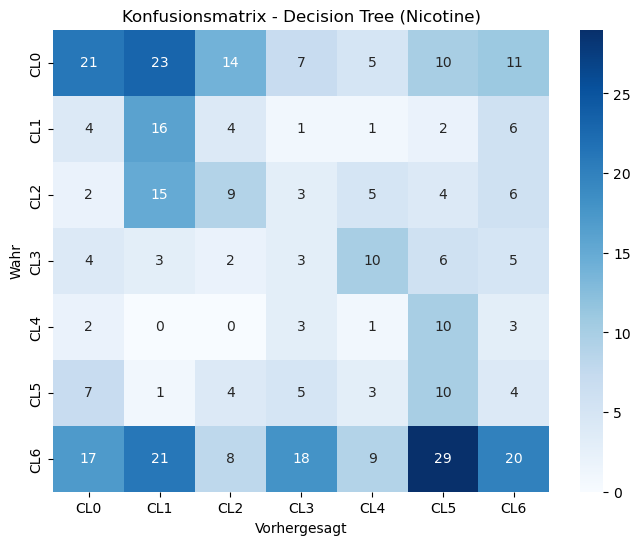 Konfusionsmatrix - Decision Tree (Nicotine)
CL0 21 23 14 7 5 10 11
CL1 4 16 4 1 1 2 6
CL2 2 15 9 3 5 4 6
CL3 4 3 2 3 10 6 5
CL4 2 0 0 3 1 10 3
CL5 7 1 4 5 3 10 4
CL6 17 21 8 18 9 29 20
CL0 CL1 CL2 CL3 CL4 CL5 CL6
Wahr
Vorhergesagt
25
20
15
10
5
0